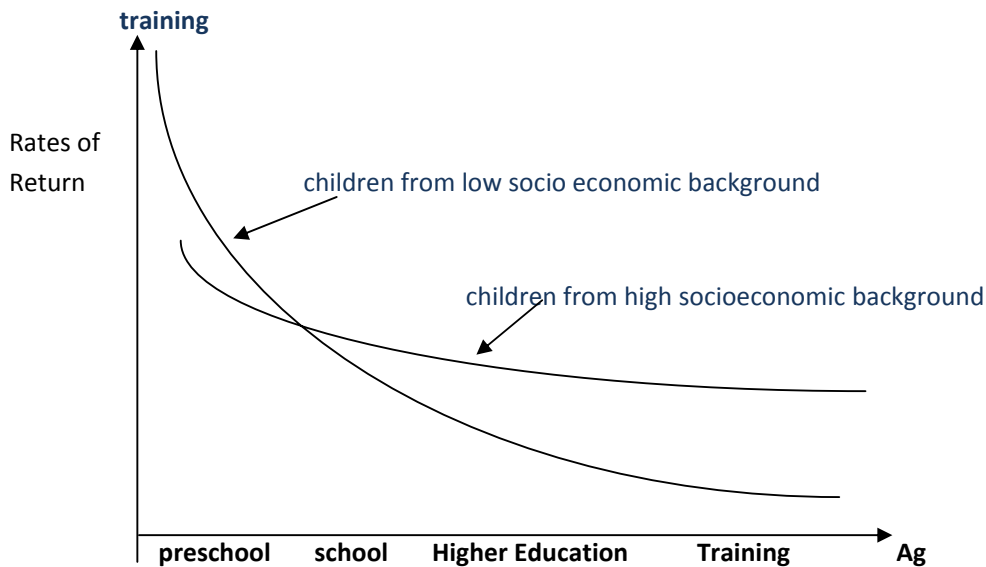 training
Rates of
Return
children from low socio economic background
children from high socioeconomic background
preschool school Higher Education Training Ag